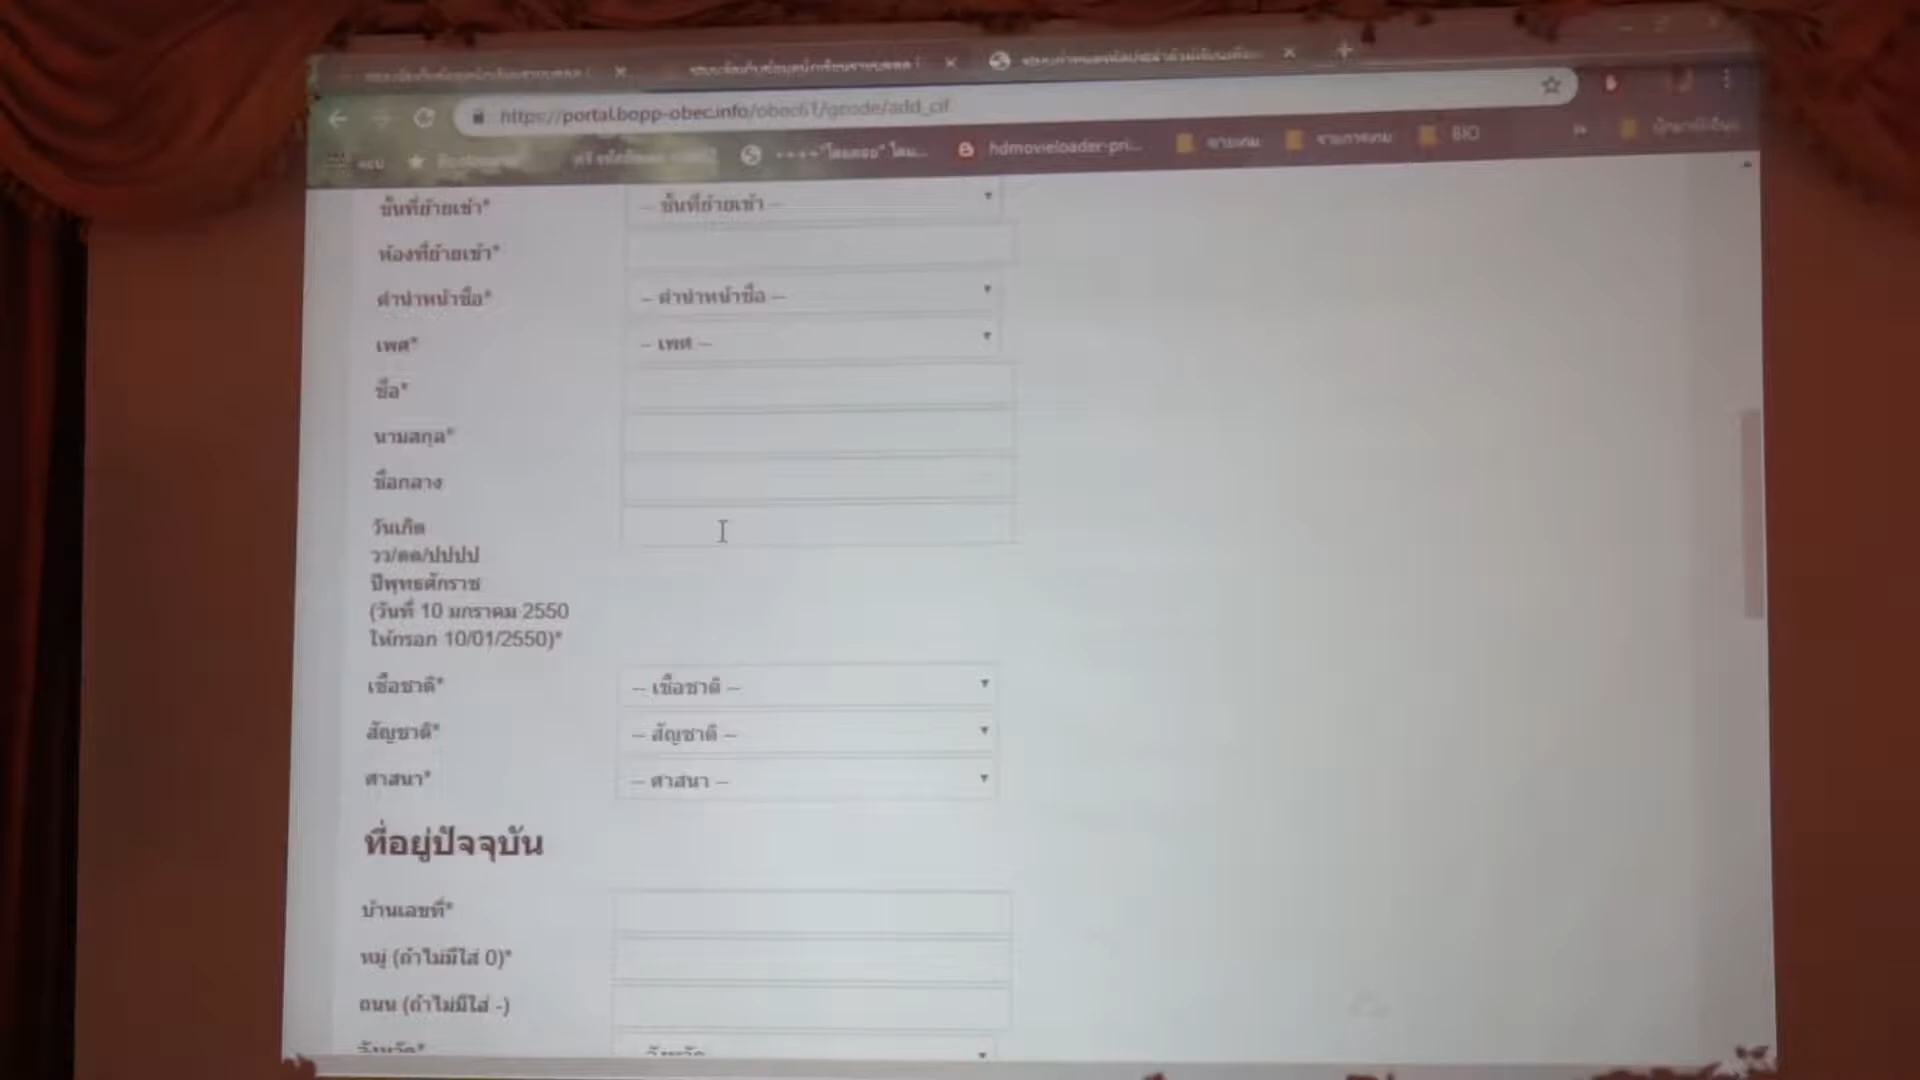 https://portal.bopp-obec.info/obec61/gcode/add_cif
hdmovieloader-pri...
BIO
ชั้นที่ย้ายเข้า*
-- ชั้นที่ย้ายเข้า --
ห้องที่ย้ายเข้า*
คำนำหน้าชื่อ*
-- คำนำหน้าชื่อ --
เพศ*
-- เพศ --
ชื่อ*
นามสกุล*
ชื่อกลาง
วันเกิด
วว/ดด/ปปปป
ปีพุทธศักราช
(วันที่ 10 มกราคม 2550
ให้กรอก 10/01/2550)*
เชื้อชาติ*
-- เชื้อชาติ --
สัญชาติ*
-- สัญชาติ --
ศาสนา*
-- ศาสนา --
ที่อยู่ปัจจุบัน
บ้านเลขที่*
หมู่ (ถ้าไม่มีใส่ 0)*
ถนน (ถ้าไม่มีใส่ -)
จังหวัด*